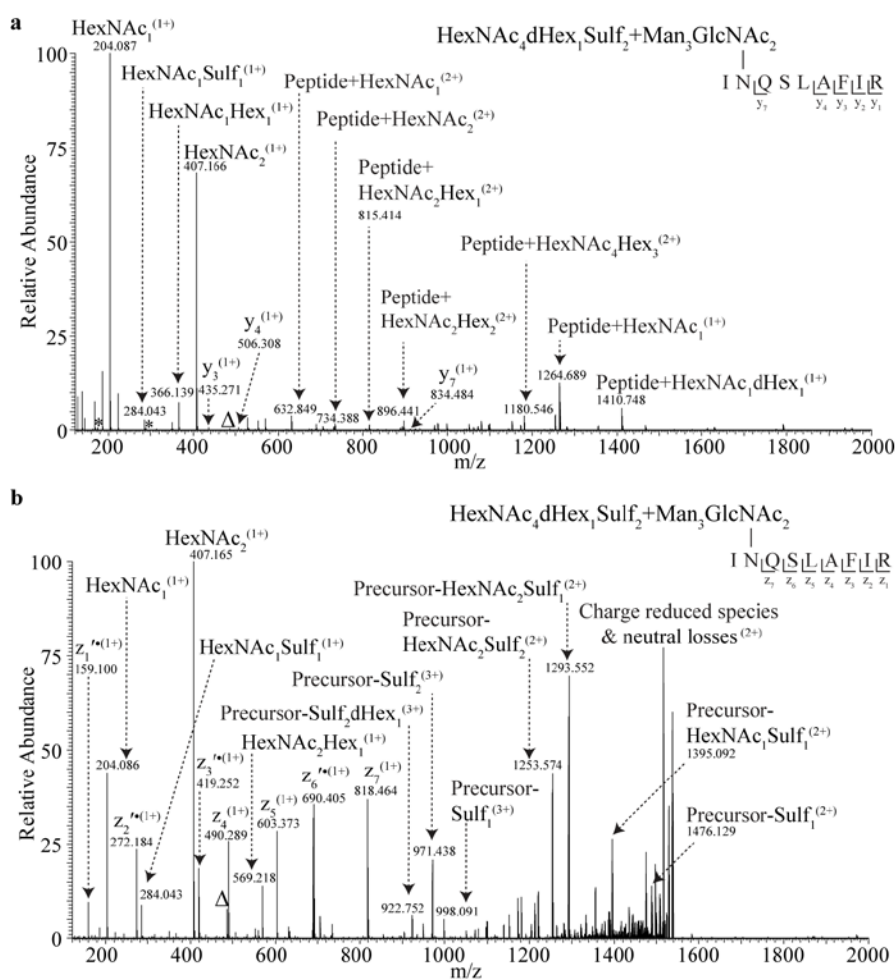 a
HexNAc₁⁽¹⁺⁾
204.087
HexNAc₄dHex₁Sulf₂+Man₃GlcNAc₂
I N Q S L A F I R
y₇ y₄ y₃ y₂ y₁
HexNAc₁Sulf₁⁽¹⁺⁾
HexNAc₁Hex₁⁽¹⁺⁾
HexNAc₂⁽¹⁺⁾
407.166
Peptide+HexNAc₁⁽²⁺⁾
Peptide+HexNAc₂⁽²⁺⁾
Peptide+
HexNAc₂Hex₁⁽²⁺⁾
815.414
Peptide+HexNAc₄Hex₃⁽²⁺⁾
Peptide+
HexNAc₂Hex₂⁽²⁺⁾
Peptide+HexNAc₁⁽¹⁺⁾
1264.689
y₄⁽¹⁺⁾
506.308
y₃⁽¹⁺⁾
435.271
y₇⁽¹⁺⁾
834.484
Peptide+HexNAc₁dHex₁⁽¹⁺⁾
1410.748
366.139
284.043
632.849
734.388
896.441
1180.546
* * Δ
Relative Abundance
100
75
50
25
0
200 400 600 800 1000 1200 1400 1600 1800 2000
m/z
b
HexNAc₄dHex₁Sulf₂+Man₃GlcNAc₂
I N Q S L A F I R
z₇ z₆ z₅ z₄ z₃ z₂ z₁
HexNAc₂⁽¹⁺⁾
407.165
HexNAc₁⁽¹⁺⁾
Precursor-HexNAc₂Sulf₁⁽²⁺⁾
Charge reduced species
& neutral losses⁽²⁺⁾
Precursor-
HexNAc₂Sulf₂⁽²⁺⁾
1293.552
z₁'•⁽¹⁺⁾
159.100
HexNAc₁Sulf₁⁽¹⁺⁾
Precursor-Sulf₂⁽³⁺⁾
Precursor-Sulf₂dHex₁⁽³⁺⁾
1253.574
Precursor-
HexNAc₁Sulf₁⁽²⁺⁾
1395.092
HexNAc₂Hex₁⁽¹⁺⁾
204.086
z₃'•⁽¹⁺⁾
419.252
z₆'•⁽¹⁺⁾
690.405
z₇⁽¹⁺⁾
818.464
Precursor-
Sulf₁⁽³⁺⁾
Precursor-Sulf₁⁽²⁺⁾
1476.129
z₂'•⁽¹⁺⁾
272.184
z₄⁽¹⁺⁾
490.289
z₅⁽¹⁺⁾
603.373
971.438
284.043
569.218
922.752
998.091
Δ
Relative Abundance
100
75
50
25
0
200 400 600 800 1000 1200 1400 1600 1800 2000
m/z